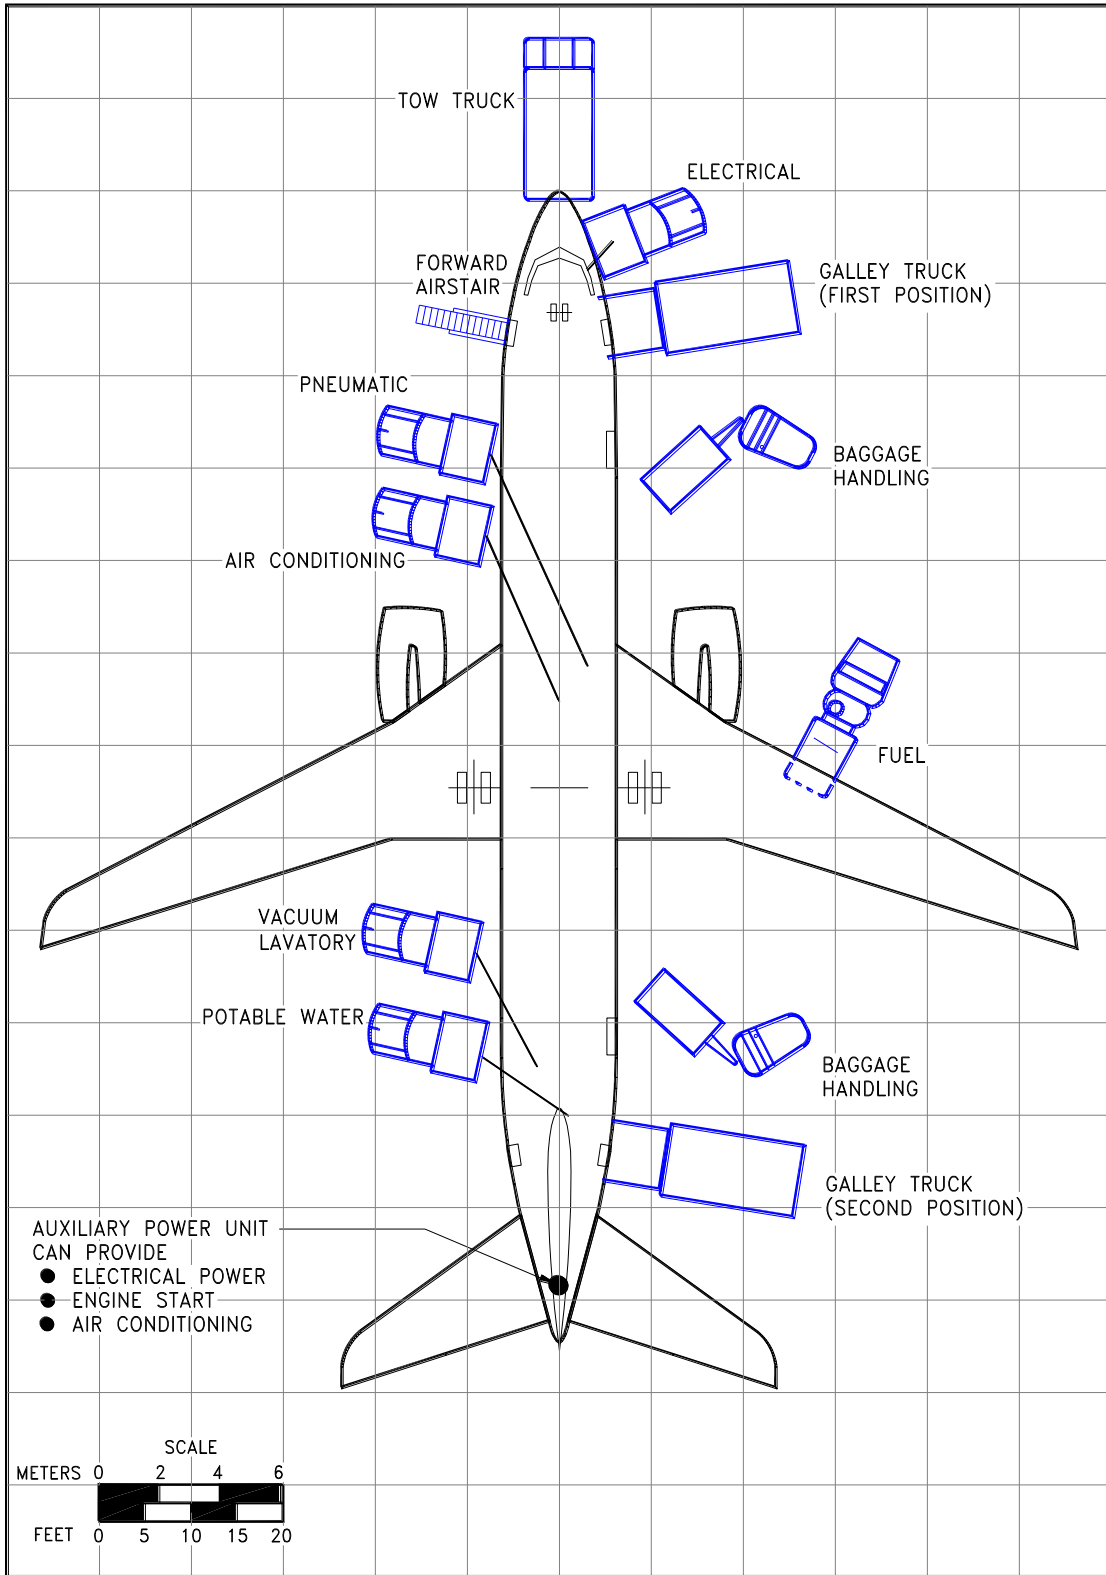 TOW TRUCK
ELECTRICAL
FORWARD
AIRSTAIR
GALLEY TRUCK
(FIRST POSITION)
PNEUMATIC
BAGGAGE
HANDLING
AIR CONDITIONING
FUEL
VACUUM
LAVATORY
POTABLE WATER
BAGGAGE
HANDLING
GALLEY TRUCK
(SECOND POSITION)
AUXILIARY POWER UNIT
CAN PROVIDE
● ELECTRICAL POWER
● ENGINE START
● AIR CONDITIONING
SCALE
METERS 0 2 4 6
FEET 0 5 10 15 20